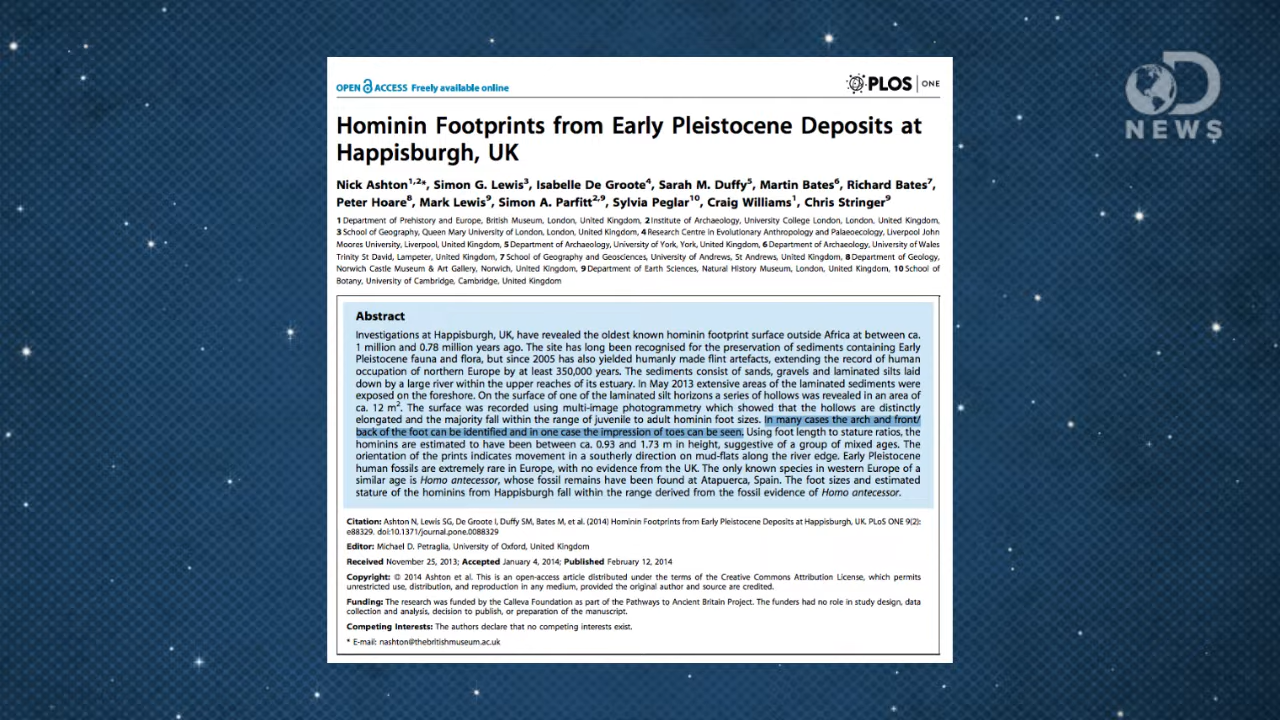 OPEN ACCESS Freely available online
PLOS ONE
D
NEWS
Hominin Footprints from Early Pleistocene Deposits at
Happisburgh, UK
Nick Ashton1,2*, Simon G. Lewis3, Isabelle De Groote4, Sarah M. Duffy5, Martin Bates6, Richard Bates7,
Peter Hoare8, Mark Lewis9, Simon A. Parfitt2,9, Sylvia Peglar10, Craig Williams1, Chris Stringer9
1 Department of Prehistory and Europe, British Museum, London, United Kingdom, 2 Institute of Archaeology, University College London, London, United Kingdom,
3 School of Geography, Queen Mary University of London, London, United Kingdom, 4 Research Centre in Evolutionary Anthropology and Palaeoecology, Liverpool John
Moores University, Liverpool, United Kingdom, 5 Department of Archaeology, University of York, York, United Kingdom, 6 Department of Archaeology, University of Wales
Trinity St David, Lampeter, United Kingdom, 7 School of Geography and Geosciences, University of Andrews, St Andrews, United Kingdom, 8 Department of Geology,
Norwich Castle Museum & Art Gallery, Norwich, United Kingdom, 9 Department of Earth Sciences, Natural History Museum, London, United Kingdom, 10 School of
Botany, University of Cambridge, Cambridge, United Kingdom
Abstract
Investigations at Happisburgh, UK, have revealed the oldest known hominin footprint surface outside Africa at between ca.
1 million and 0.78 million years ago. The site has long been recognised for the preservation of sediments containing Early
Pleistocene fauna and flora, but since 2005 has also yielded humanly made flint artefacts, extending the record of human
occupation of northern Europe by at least 350,000 years. The sediments consist of sands, gravels and laminated silts laid
down by a large river within the upper reaches of its estuary. In May 2013 extensive areas of the laminated sediments were
exposed on the foreshore. On the surface of one of the laminated silt horizons a series of hollows was revealed in an area of
ca. 12 m2. The surface was recorded using multi-image photogrammetry which showed that the hollows are distinctly
elongated and the majority fall within the range of juvenile to adult hominin foot sizes. In many cases the arch and front/
back of the foot can be identified and in one case the impression of toes can be seen. Using foot length to stature ratios, the
hominins are estimated to have been between ca. 0.93 and 1.73 m in height, suggestive of a group of mixed ages. The
orientation of the prints indicates movement in a southerly direction on mud-flats along the river edge. Early Pleistocene
human fossils are extremely rare in Europe, with no evidence from the UK. The only known species in western Europe of a
similar age is Homo antecessor, whose fossil remains have been found at Atapuerca, Spain. The foot sizes and estimated
stature of the hominins from Happisburgh fall within the range derived from the fossil evidence of Homo antecessor.
Citation: Ashton N, Lewis SG, De Groote I, Duffy SM, Bates M, et al. (2014) Hominin Footprints from Early Pleistocene Deposits at Happisburgh, UK. PLoS ONE 9(2):
e88329. doi:10.1371/journal.pone.0088329
Editor: Michael D. Petraglia, University of Oxford, United Kingdom
Received November 25, 2013; Accepted January 4, 2014; Published February 12, 2014
Copyright: © 2014 Ashton et al. This is an open-access article distributed under the terms of the Creative Commons Attribution License, which permits
unrestricted use, distribution, and reproduction in any medium, provided the original author and source are credited.
Funding: The research was funded by the Calleva Foundation as part of the Pathways to Ancient Britain Project. The funders had no role in study design, data
collection and analysis, decision to publish, or preparation of the manuscript.
Competing Interests: The authors declare that no competing interests exist.
* E-mail: nashton@thebritishmuseum.ac.uk